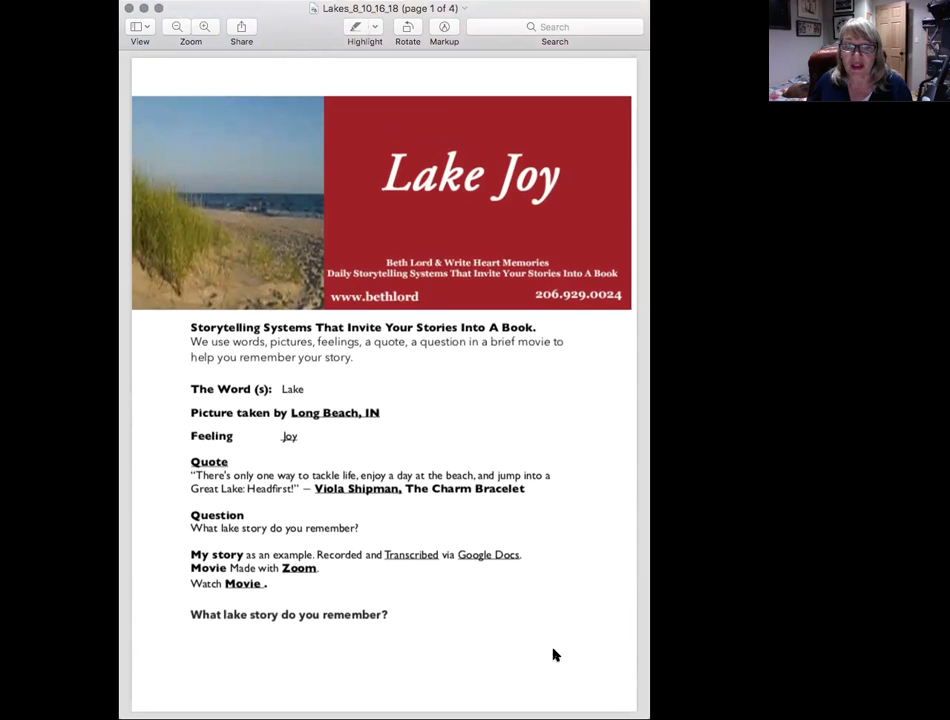 Lakes_8_10_16_18 (page 1 of 4)
Search
View
Zoom
Share
Highlight
Rotate
Markup
Search
Lake Joy
Beth Lord & Write Heart Memories
Daily Storytelling Systems That Invite Your Stories Into A Book
www.bethlord
206.929.0024
Storytelling Systems That Invite Your Stories Into A Book.
We use words, pictures, feelings, a quote, a question in a brief movie to
help you remember your story.
The Word (s): Lake
Picture taken by Long Beach, IN
Feeling Joy
Quote
“There’s only one way to tackle life, enjoy a day at the beach, and jump into a
Great Lake: Headfirst!” – Viola Shipman, The Charm Bracelet
Question
What lake story do you remember?
My story as an example. Recorded and Transcribed via Google Docs.
Movie Made with Zoom.
Watch Movie .
What lake story do you remember?